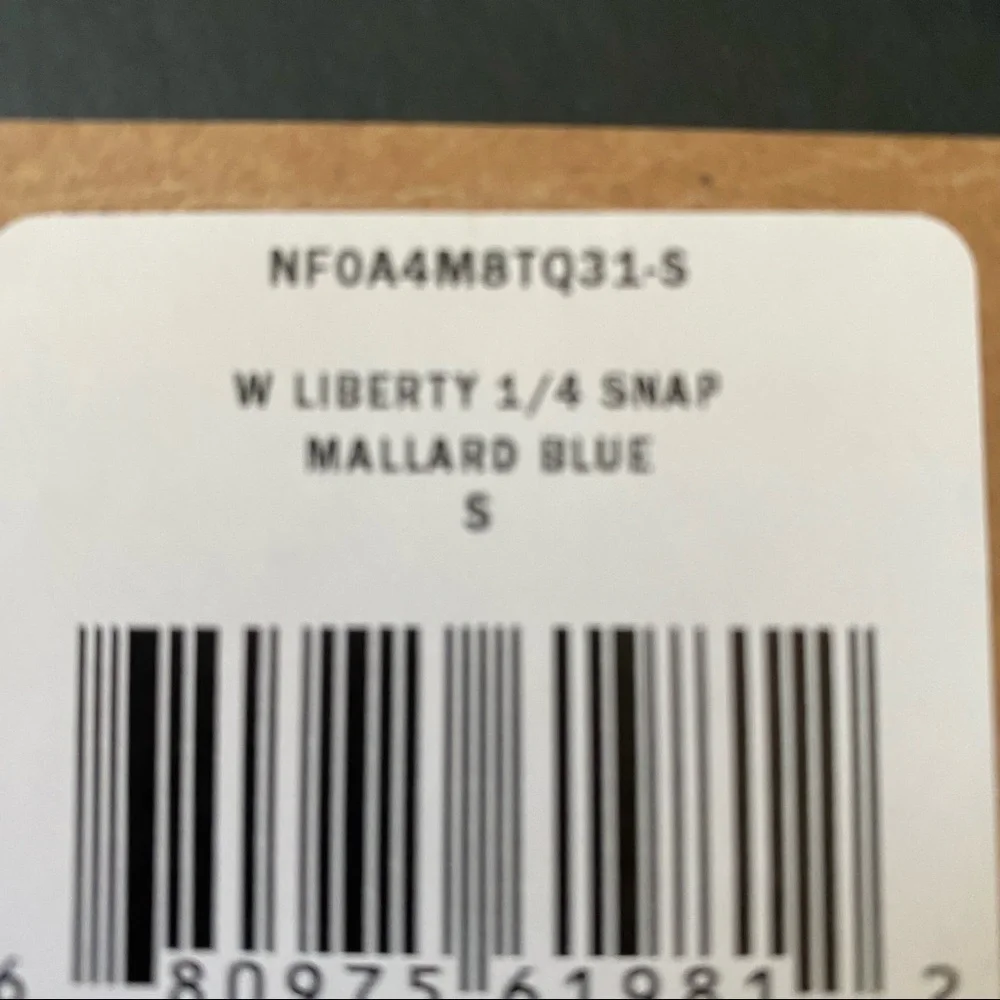 NF0A4M8TQ31-S
W LIBERTY 1/4 SNAP
MALLARD BLUE
S
6 80975 61981 2